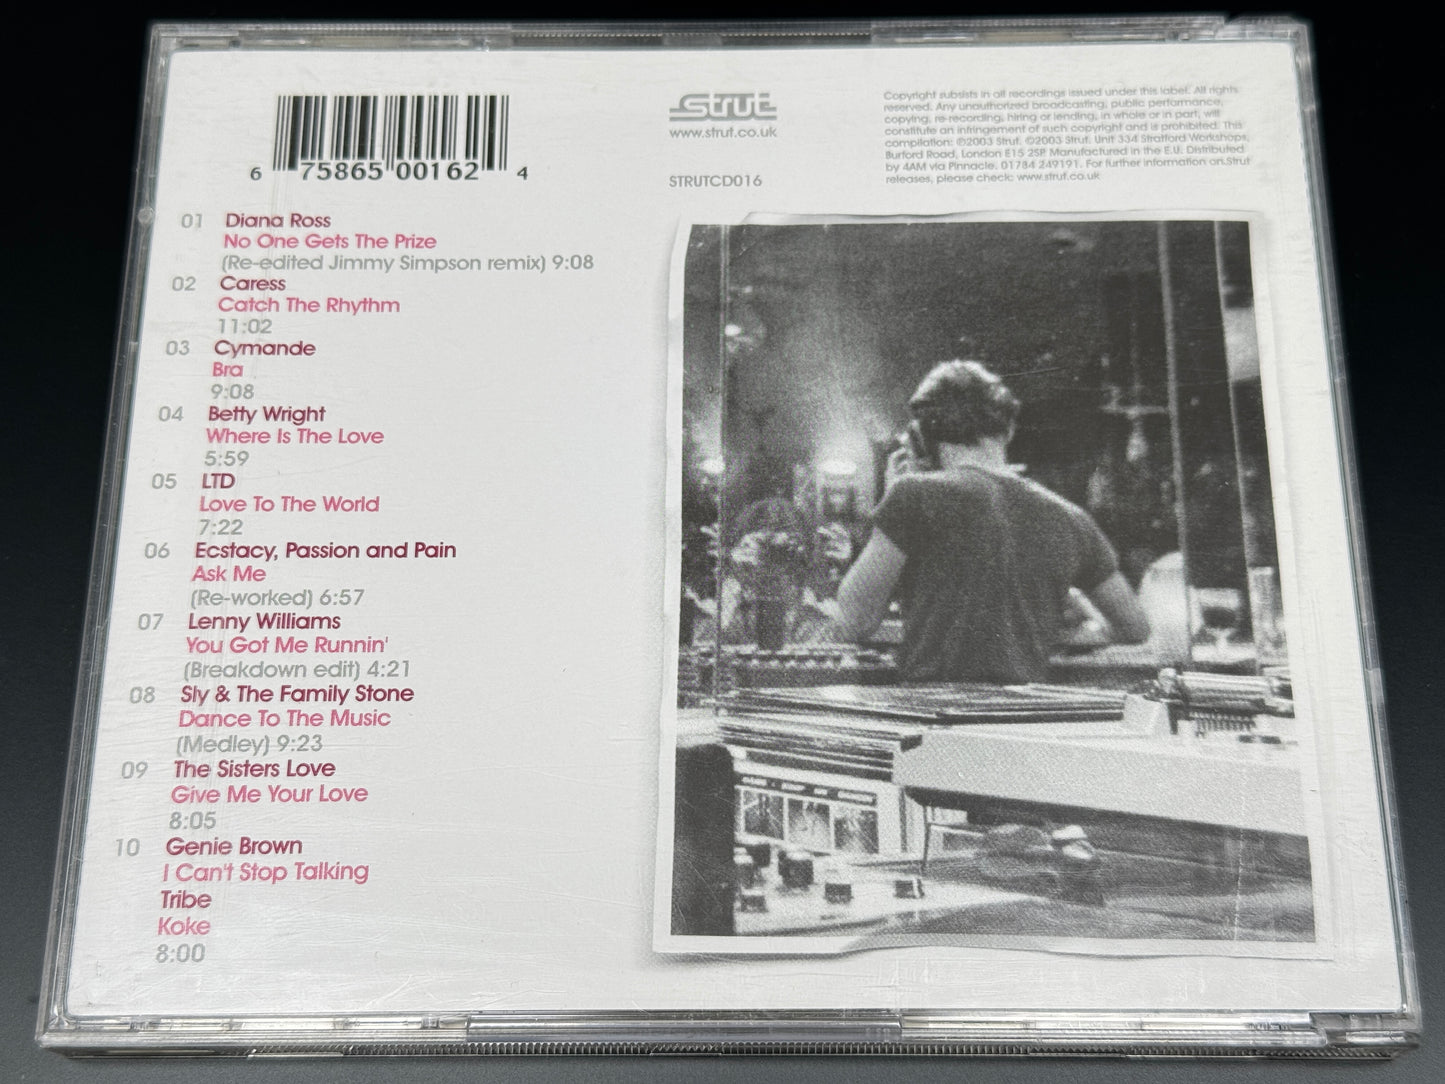 6 75865 00162 4
Strut
www.strut.co.uk
STRUTCD016
Copyright subsists in all recordings issued under this label. All rights
reserved. Any unauthorized broadcasting, public performance,
copying, re-recording, hiring or lending, in whole or in part, will
constitute an infringement of such copyright and is prohibited. This
compilation: ℗2003 Strut. ©2003 Strut. Unit 334 Stratford Workshops,
Burford Road, London E15 2SP. Manufactured in the E.U. Distributed
by 4AM via Pinnacle. 01784 249191. For further information on Strut
releases, please check: www.strut.co.uk
01 Diana Ross
No One Gets The Prize
(Re-edited Jimmy Simpson remix) 9:08
02 Caress
Catch The Rhythm
11:02
03 Cymande
Bra
9:08
04 Betty Wright
Where Is The Love
5:59
05 LTD
Love To The World
7:22
06 Ecstacy, Passion and Pain
Ask Me
(Re-worked) 6:57
07 Lenny Williams
You Got Me Runnin'
(Breakdown edit) 4:21
08 Sly & The Family Stone
Dance To The Music
(Medley) 9:23
09 The Sisters Love
Give Me Your Love
8:05
10 Genie Brown
I Can't Stop Talking
Tribe
Koke
8:00